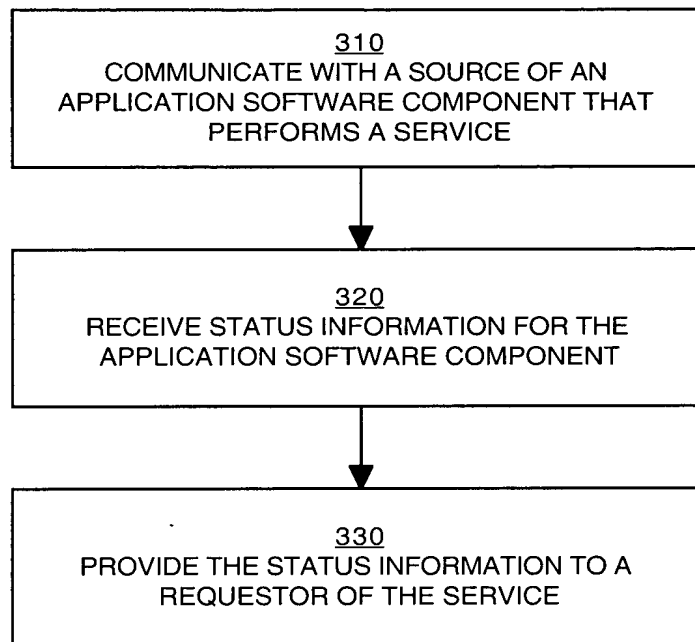 310
COMMUNICATE WITH A SOURCE OF AN
APPLICATION SOFTWARE COMPONENT THAT
PERFORMS A SERVICE
320
RECEIVE STATUS INFORMATION FOR THE
APPLICATION SOFTWARE COMPONENT
330
PROVIDE THE STATUS INFORMATION TO A
REQUESTOR OF THE SERVICE